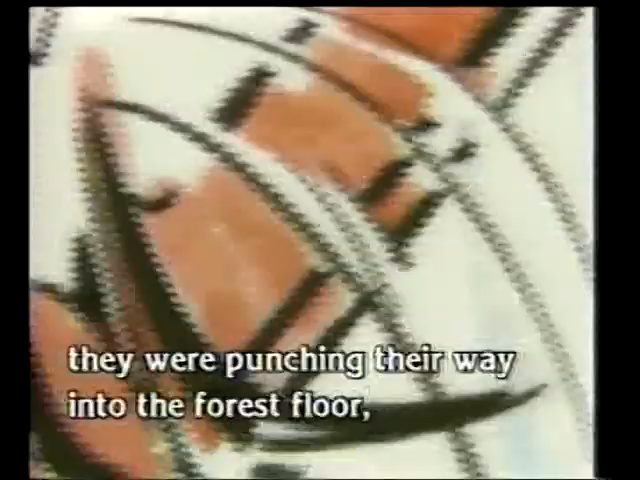 they were punching their way
into the forest floor,